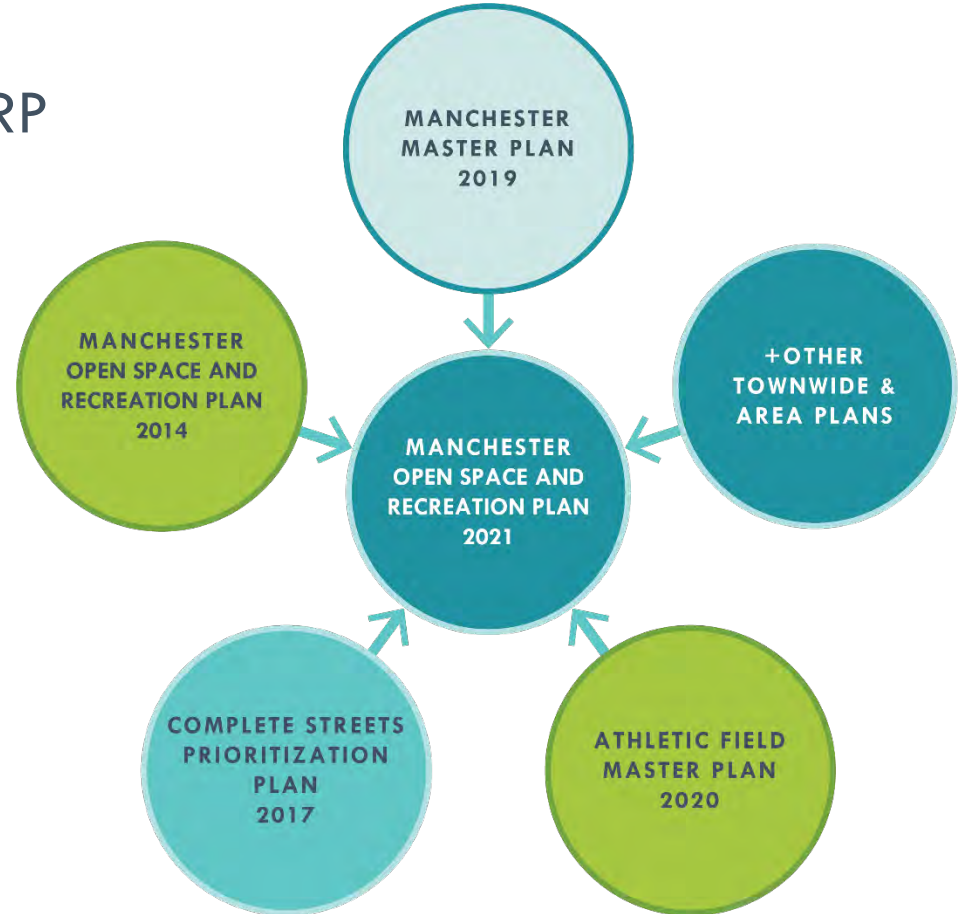 RP
MANCHESTER
MASTER PLAN
2019
MANCHESTER
OPEN SPACE AND
RECREATION PLAN
2014
+OTHER
TOWNWIDE &
AREA PLANS
MANCHESTER
OPEN SPACE AND
RECREATION PLAN
2021
COMPLETE STREETS
PRIORITIZATION
PLAN
2017
ATHLETIC FIELD
MASTER PLAN
2020